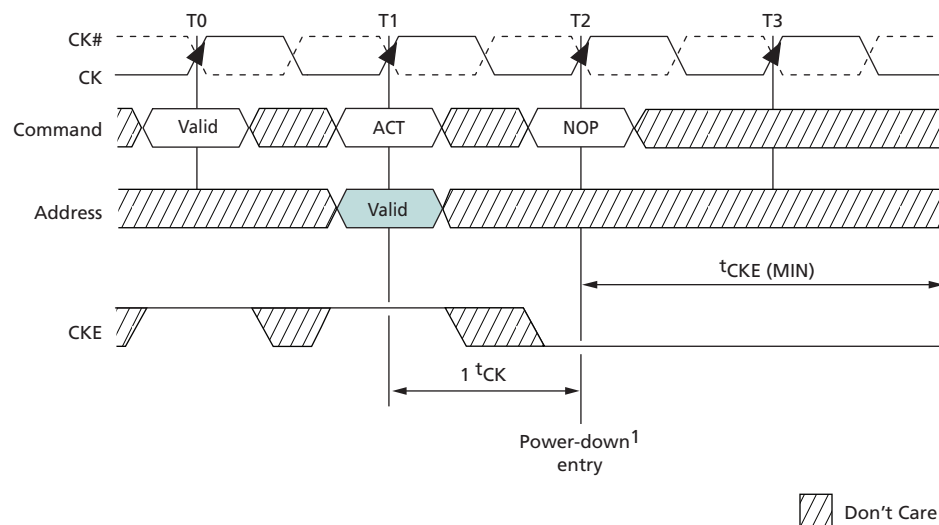 T0 T1 T2 T3
CK#
CK
Command Valid ACT NOP
Address Valid
tCKE (MIN)
CKE
1 tCK
Power-down1
entry
Don't Care